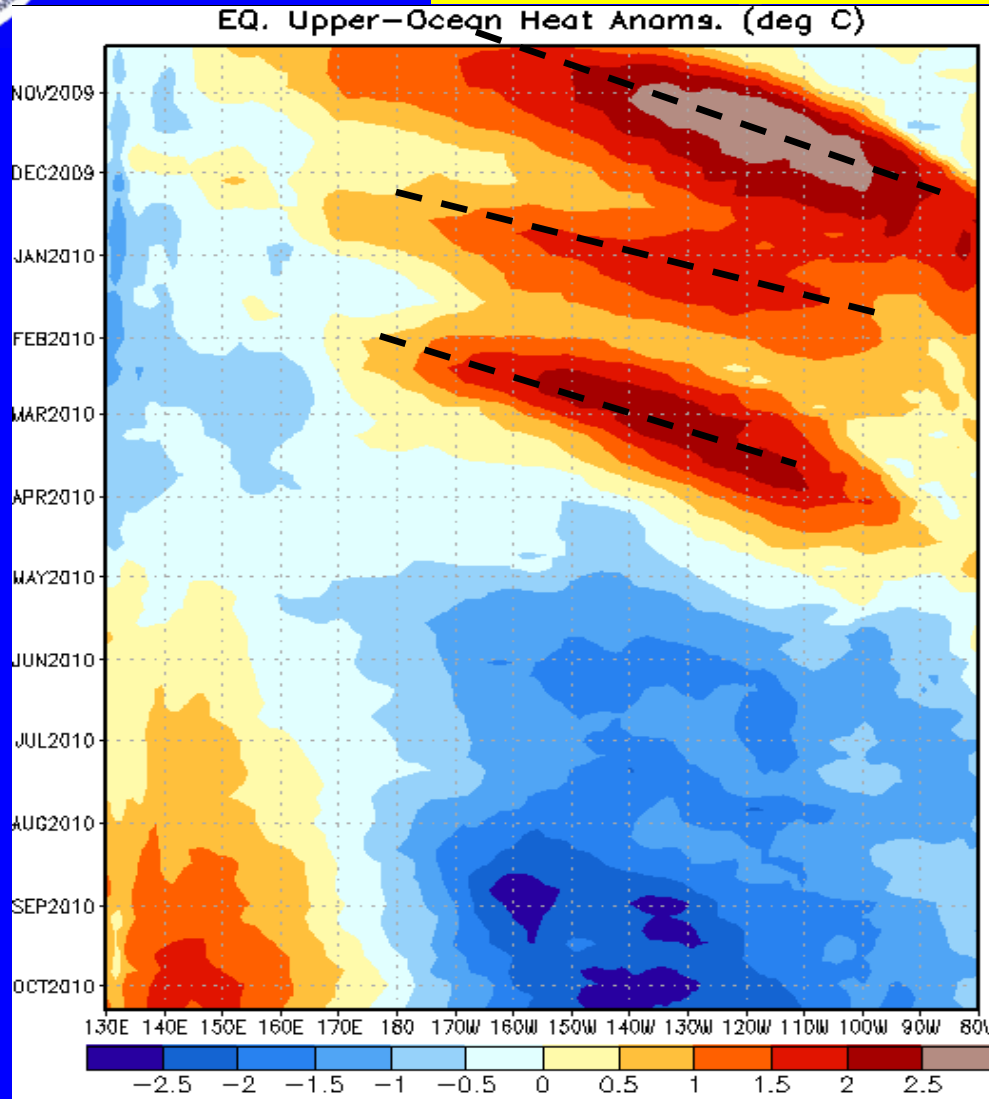 EQ. Upper-Ocean Heat Anoms. (deg C)
NOV2009
DEC2009
JAN2010
FEB2010
MAR2010
APR2010
MAY2010
JUN2010
JUL2010
AUG2010
SEP2010
OCT2010
130E 140E 150E 160E 170E 180 170W 160W 150W 140W 130W 120W 110W 100W 90W 80W
-2.5 -2 -1.5 -1 -0.5 0 0.5 1 1.5 2 2.5